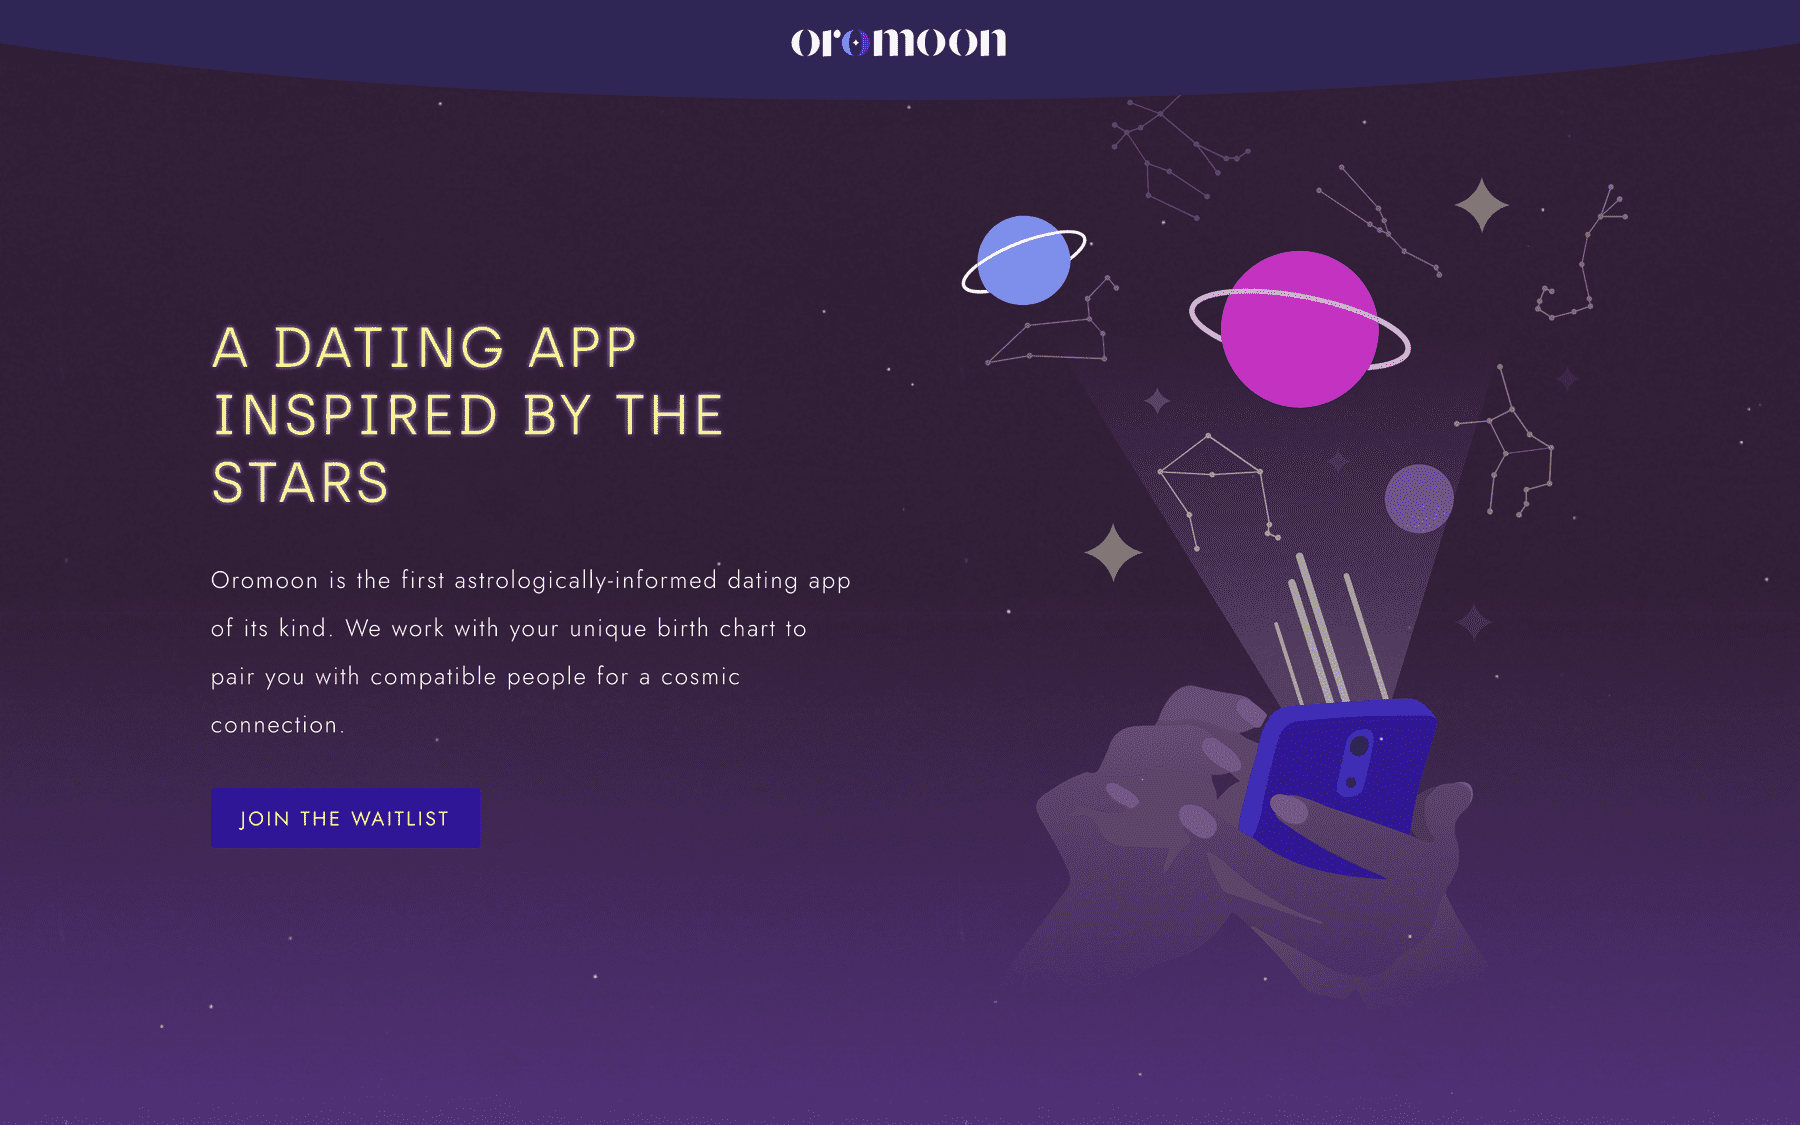 oromoon
A DATING APP
INSPIRED BY THE
STARS
Oromoon is the first astrologically-informed dating app
of its kind. We work with your unique birth chart to
pair you with compatible people for a cosmic
connection.
JOIN THE WAITLIST